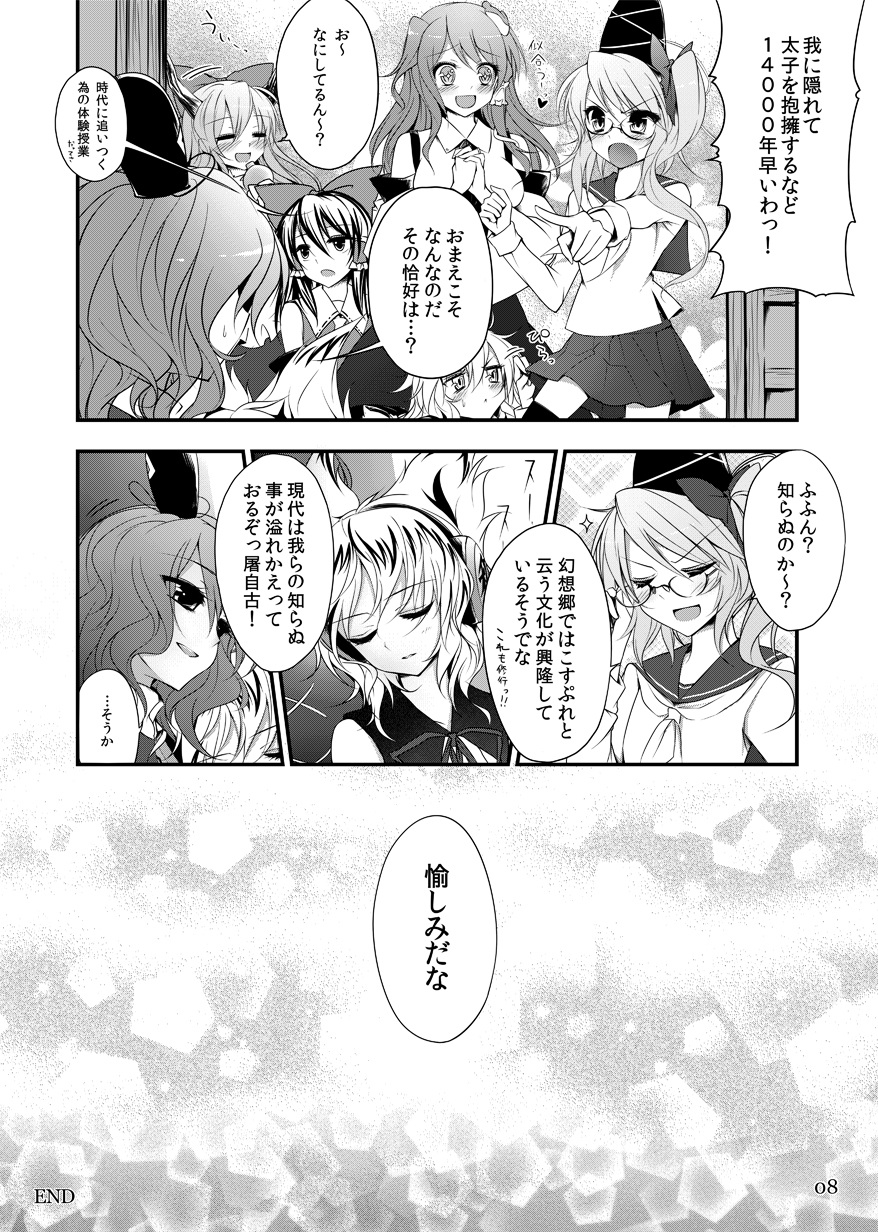 我に隠れて
太子を抱擁するなど
14000年早いわっ！
似合うー♥
お～
なにしてるん～？
うぃ…
時代に追いつく
為の体験授業
だって
おまえこそ
なんなのだ
その恰好は…？
ぴらっ
ふふん？
知らぬのか～？
幻想郷ではこすぷれと
云う文化が興隆して
いるそうでな
これも修行っ!!
現代は我らの知らぬ
事が溢れかえって
おるぞっ屠自古！
…そうか
愉しみだな
END
08